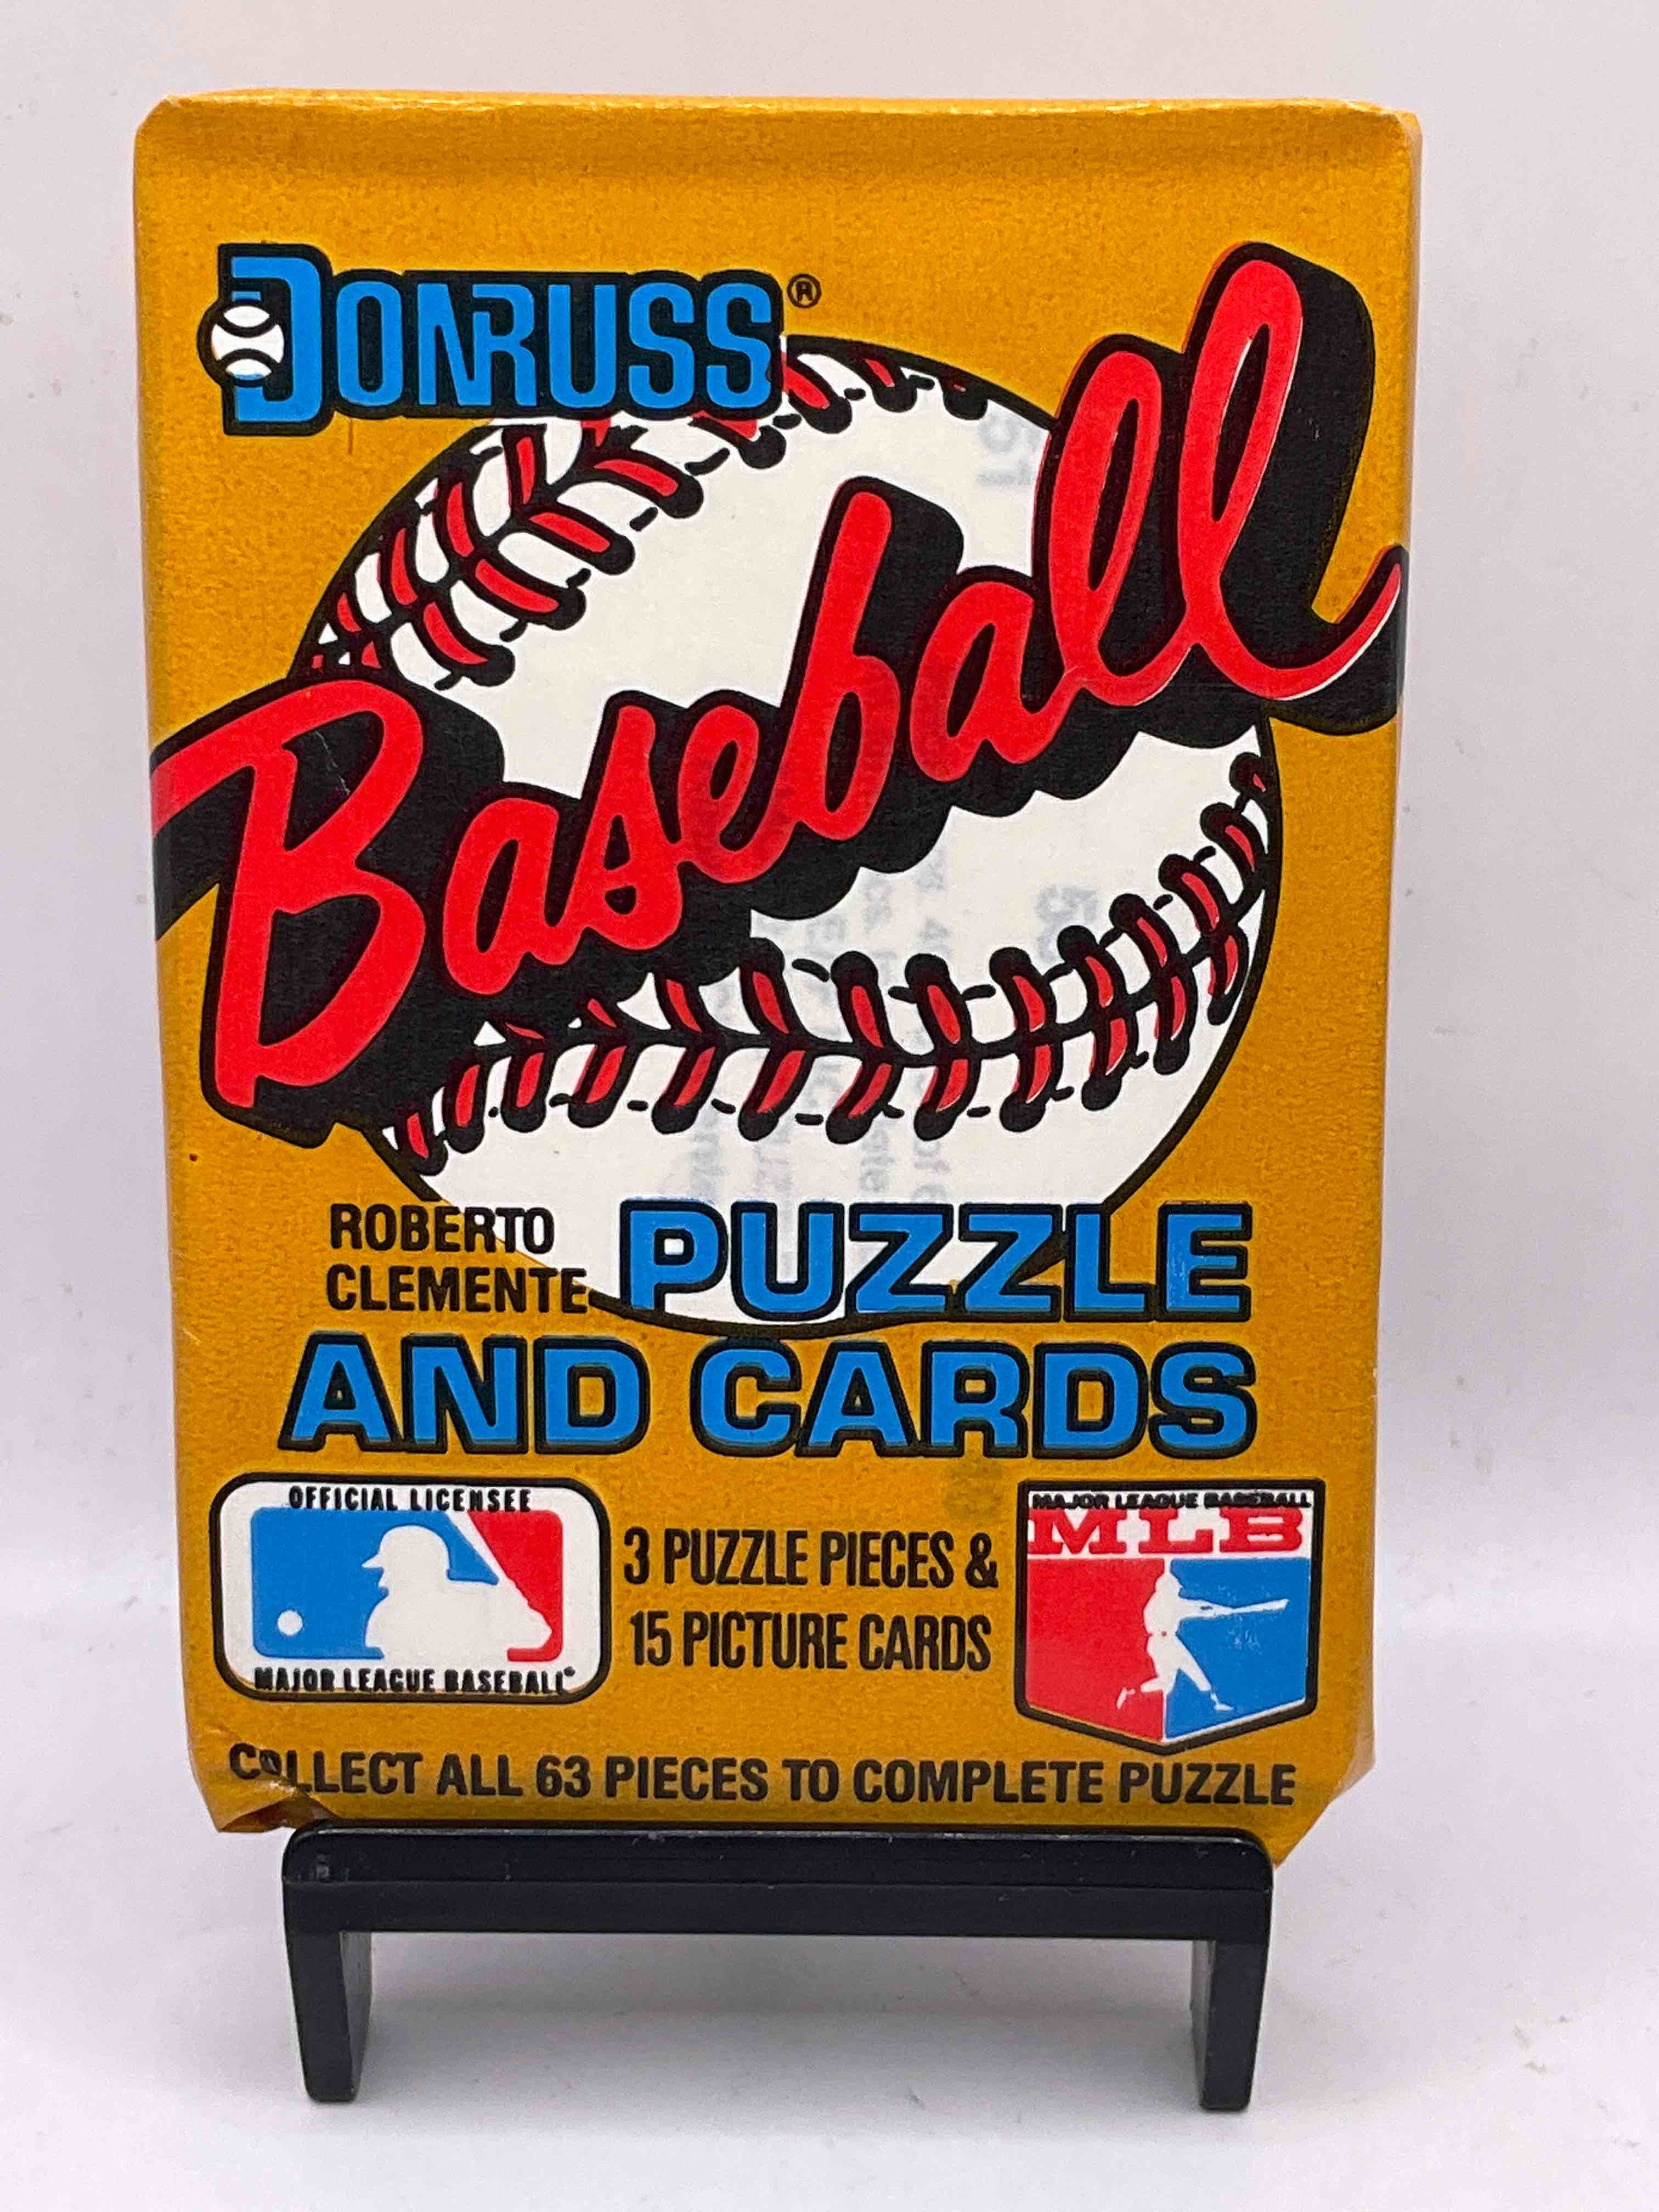 DONRUSS®
Baseball
ROBERTO
CLEMENTE
PUZZLE
AND CARDS
OFFICIAL LICENSEE
MAJOR LEAGUE BASEBALL
3 PUZZLE PIECES &
15 PICTURE CARDS
MAJOR LEAGUE BASEBALL
MLB
COLLECT ALL 63 PIECES TO COMPLETE PUZZLE